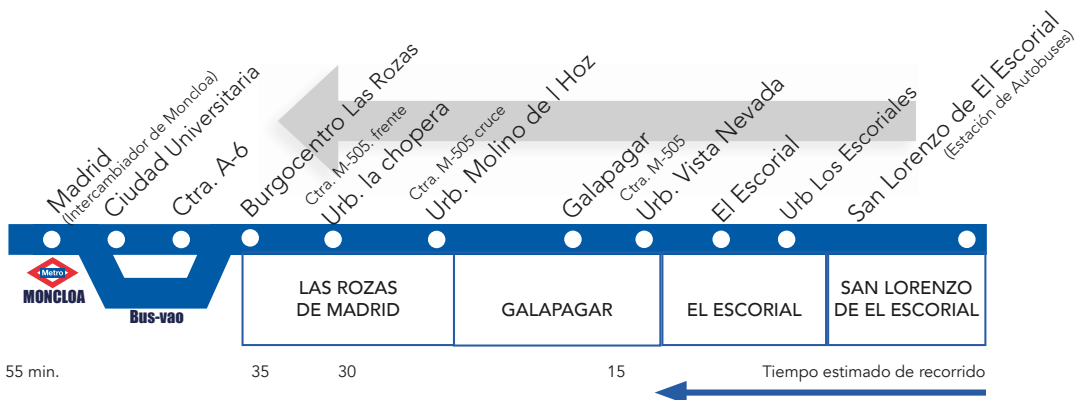 Madrid
(Intercambiador de Moncloa)
Ciudad Universitaria
Ctra. A-6
Burgocentro Las Rozas
Ctra. M-505. frente
Urb. la chopera
Ctra. M-505 cruce
Urb. Molino de l Hoz
Galapagar
Ctra. M-505
Urb. Vista Nevada
El Escorial
Urb Los Escoriales
San Lorenzo de El Escorial
(Estación de Autobuses)
Metro
MONCLOA
Bus-vao
LAS ROZAS
DE MADRID
GALAPAGAR
EL ESCORIAL
SAN LORENZO
DE EL ESCORIAL
55 min.
35
30
15
Tiempo estimado de recorrido